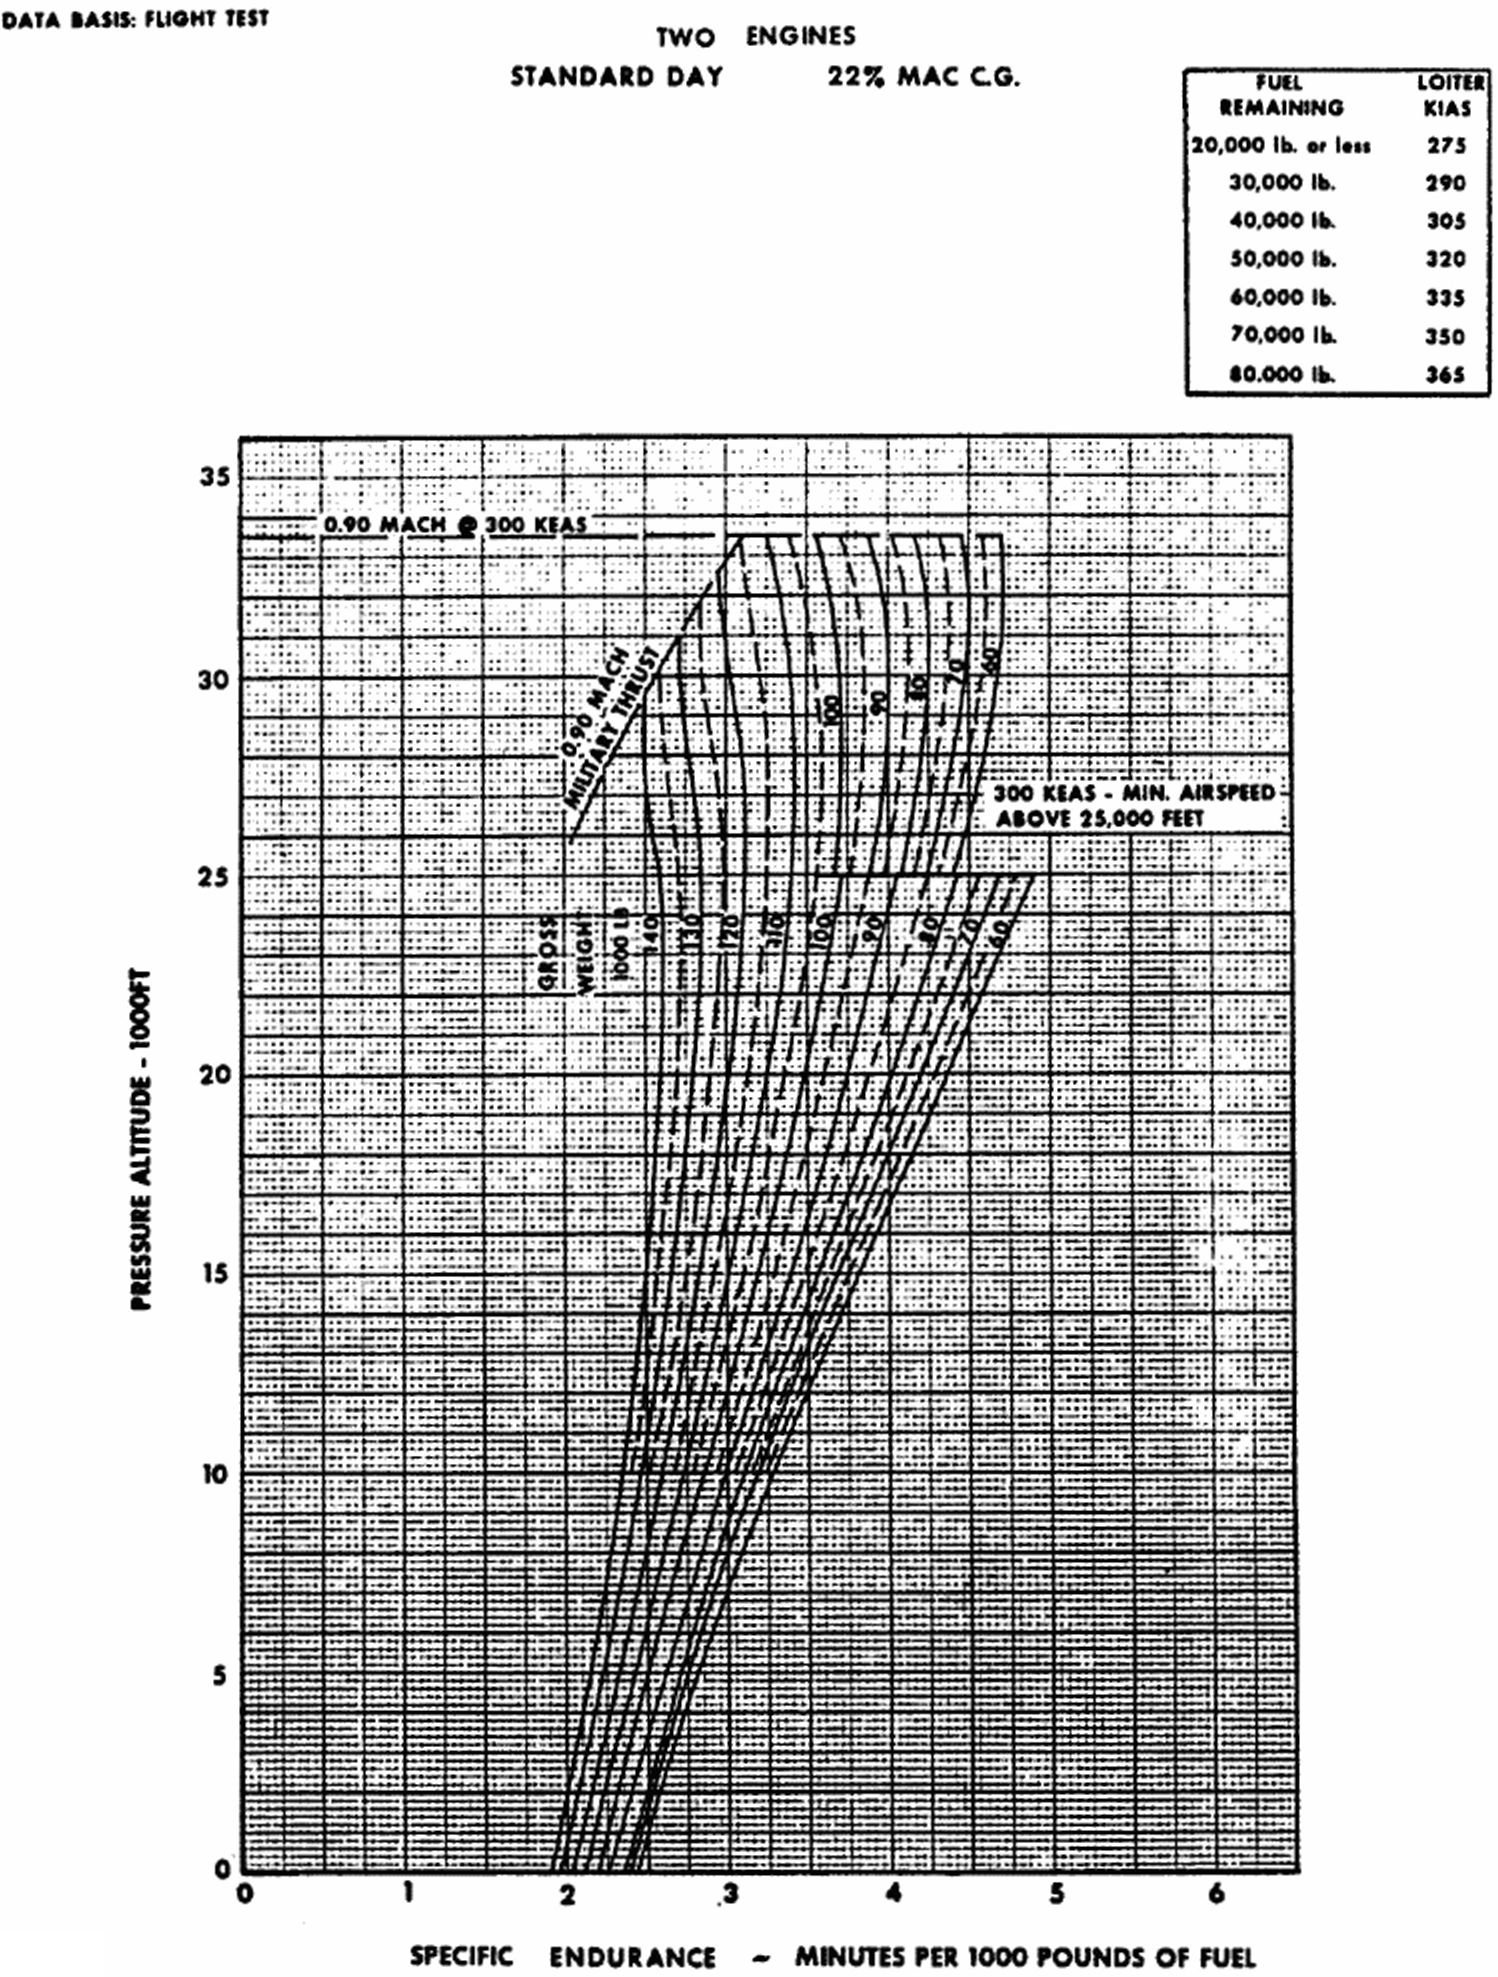 DATA BASIS: FLIGHT TEST
TWO ENGINES
STANDARD DAY 22% MAC C.G.
FUEL REMAINING LOITER KIAS
20,000 lb. or less 275
30,000 lb. 290
40,000 lb. 305
50,000 lb. 320
60,000 lb. 335
70,000 lb. 350
80.000 lb. 365
35
0.90 MACH @ 300 KEAS
0.90 MACH
MILITARY THRUST
30
100 90 80 70 60
300 KEAS - MIN. AIRSPEED
ABOVE 25,000 FEET
25
GROSS
WEIGHT
1000 LB
140 130 120 110 100 90 80 70 60
PRESSURE ALTITUDE - 1000FT
20
15
10
5
0
0 1 2 3 4 5 6
SPECIFIC ENDURANCE ~ MINUTES PER 1000 POUNDS OF FUEL